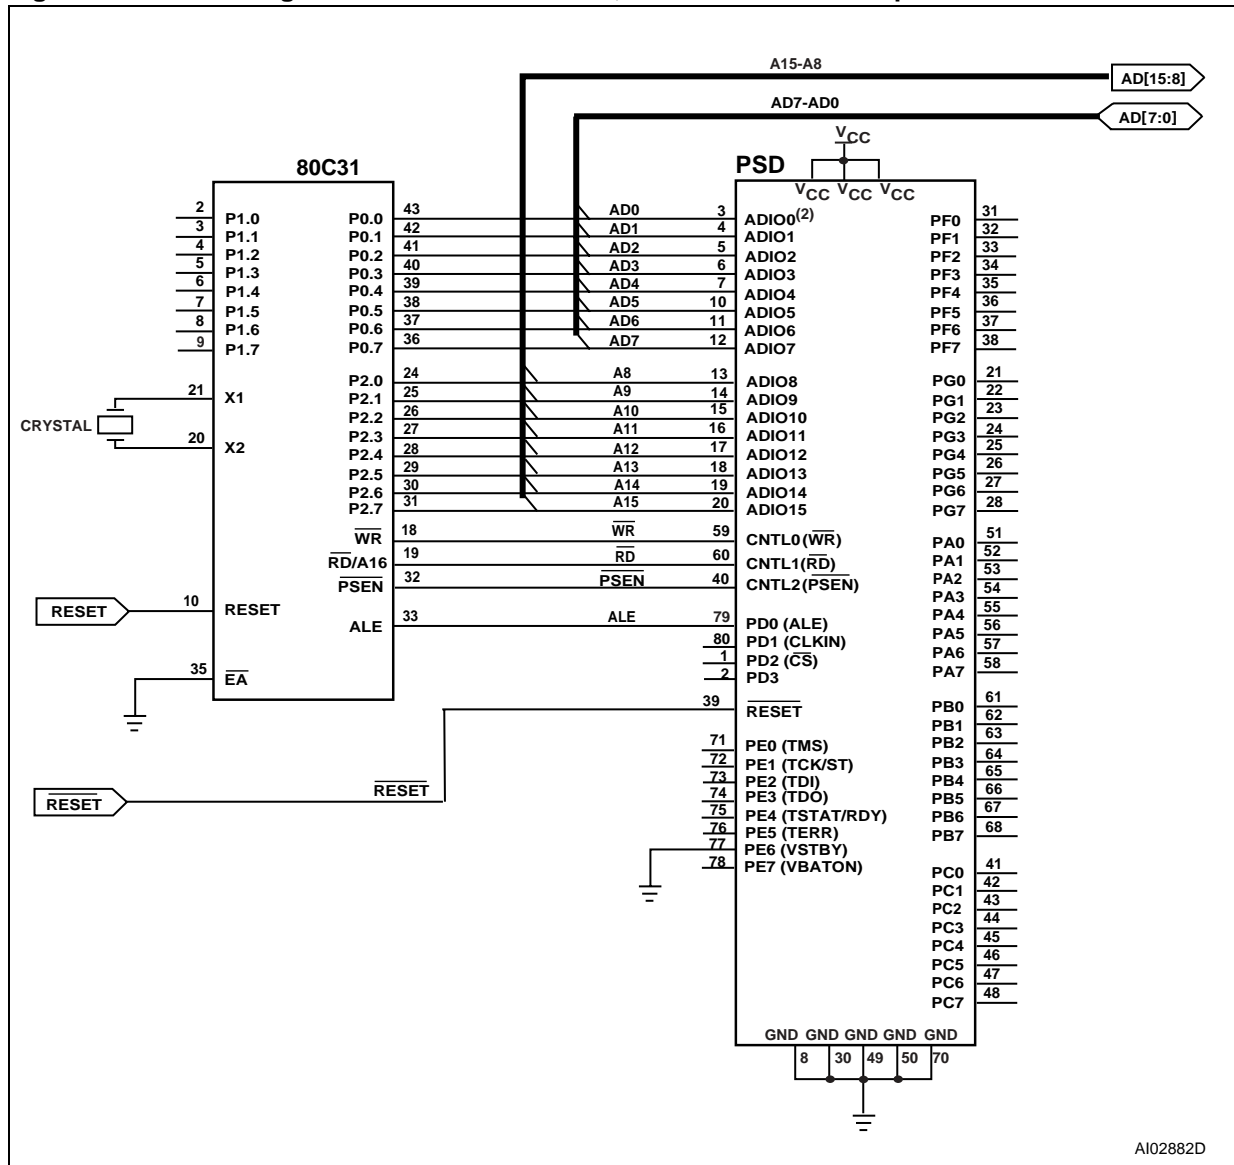 A15-A8
AD[15:8]
AD7-AD0
AD[7:0]
VCC
80C31
PSD
VCC VCC VCC
2 P1.0
3 P1.1
4 P1.2
5 P1.3
6 P1.4
7 P1.5
8 P1.6
9 P1.7
21 X1
CRYSTAL
20 X2
RESET 10 RESET
35 EA
P0.0 43 AD0 3 ADIO0(2)
P0.1 42 AD1 4 ADIO1
P0.2 41 AD2 5 ADIO2
P0.3 40 AD3 6 ADIO3
P0.4 39 AD4 7 ADIO4
P0.5 38 AD5 10 ADIO5
P0.6 37 AD6 11 ADIO6
P0.7 36 AD7 12 ADIO7
P2.0 24 A8 13 ADIO8
P2.1 25 A9 14 ADIO9
P2.2 26 A10 15 ADIO10
P2.3 27 A11 16 ADIO11
P2.4 28 A12 17 ADIO12
P2.5 29 A13 18 ADIO13
P2.6 30 A14 19 ADIO14
P2.7 31 A15 20 ADIO15
WR 18 WR 59 CNTL0(WR)
RD/A16 19 RD 60 CNTL1(RD)
PSEN 32 PSEN 40 CNTL2(PSEN)
ALE 33 ALE 79 PD0 (ALE)
80 PD1 (CLKIN)
1 PD2 (CS)
2 PD3
39 RESET
RESET RESET
71 PE0 (TMS)
72 PE1 (TCK/ST)
73 PE2 (TDI)
74 PE3 (TDO)
75 PE4 (TSTAT/RDY)
76 PE5 (TERR)
77 PE6 (VSTBY)
78 PE7 (VBATON)
PF0 31
PF1 32
PF2 33
PF3 34
PF4 35
PF5 36
PF6 37
PF7 38
PG0 21
PG1 22
PG2 23
PG3 24
PG4 25
PG5 26
PG6 27
PG7 28
PA0 51
PA1 52
PA2 53
PA3 54
PA4 55
PA5 56
PA6 57
PA7 58
PB0 61
PB1 62
PB2 63
PB3 64
PB4 65
PB5 66
PB6 67
PB7 68
PC0 41
PC1 42
PC2 43
PC3 44
PC4 45
PC5 46
PC6 47
PC7 48
GND GND GND GND GND
8 30 49 50 70
AI02882D